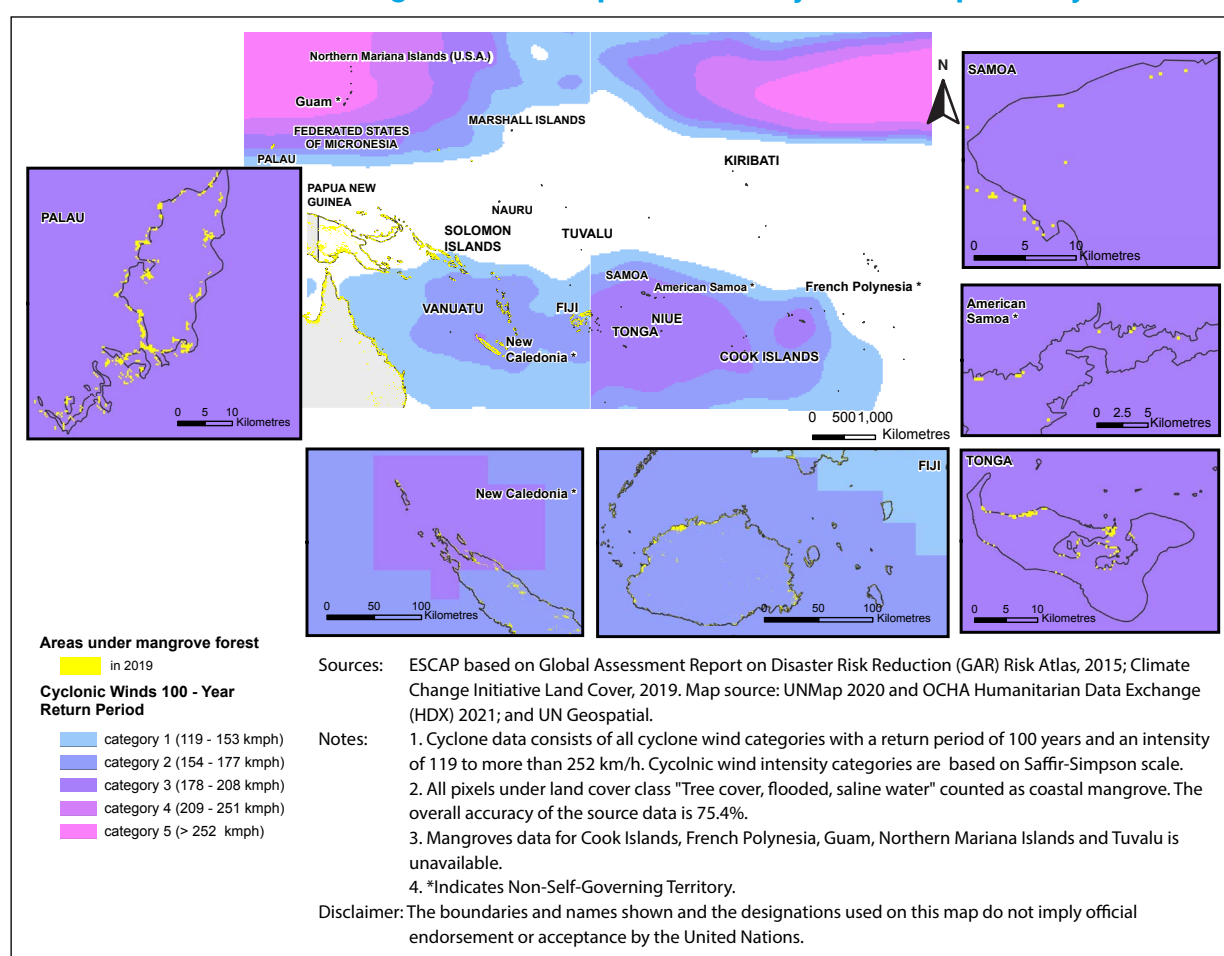 Northern Mariana Islands (U.S.A.)
Guam *
FEDERATED STATES
OF MICRONESIA
MARSHALL ISLANDS
PALAU
KIRIBATI
PAPUA NEW
GUINEA
NAURU
SOLOMON
ISLANDS
TUVALU
SAMOA
American Samoa *
French Polynesia *
VANUATU
FIJI
NIUE
TONGA
New
Caledonia *
COOK ISLANDS
0 500 1,000
Kilometres
N
SAMOA
0 5 10
Kilometres
PALAU
0 5 10
Kilometres
American
Samoa *
0 2.5 5
Kilometres
New Caledonia *
0 50 100
Kilometres
FIJI
0 50 100
Kilometres
TONGA
0 5 10
Kilometres
Areas under mangrove forest
in 2019
Cyclonic Winds 100 - Year
Return Period
category 1 (119 - 153 kmph)
category 2 (154 - 177 kmph)
category 3 (178 - 208 kmph)
category 4 (209 - 251 kmph)
category 5 (> 252 kmph)
Sources: ESCAP based on Global Assessment Report on Disaster Risk Reduction (GAR) Risk Atlas, 2015; Climate
Change Initiative Land Cover, 2019. Map source: UNMap 2020 and OCHA Humanitarian Data Exchange
(HDX) 2021; and UN Geospatial.
Notes: 1. Cyclone data consists of all cyclone wind categories with a return period of 100 years and an intensity
of 119 to more than 252 km/h. Cycolnic wind intensity categories are based on Saffir-Simpson scale.
2. All pixels under land cover class "Tree cover, flooded, saline water" counted as coastal mangrove. The
overall accuracy of the source data is 75.4%.
3. Mangroves data for Cook Islands, French Polynesia, Guam, Northern Mariana Islands and Tuvalu is
unavailable.
4. *Indicates Non-Self-Governing Territory.
Disclaimer: The boundaries and names shown and the designations used on this map do not imply official
endorsement or acceptance by the United Nations.